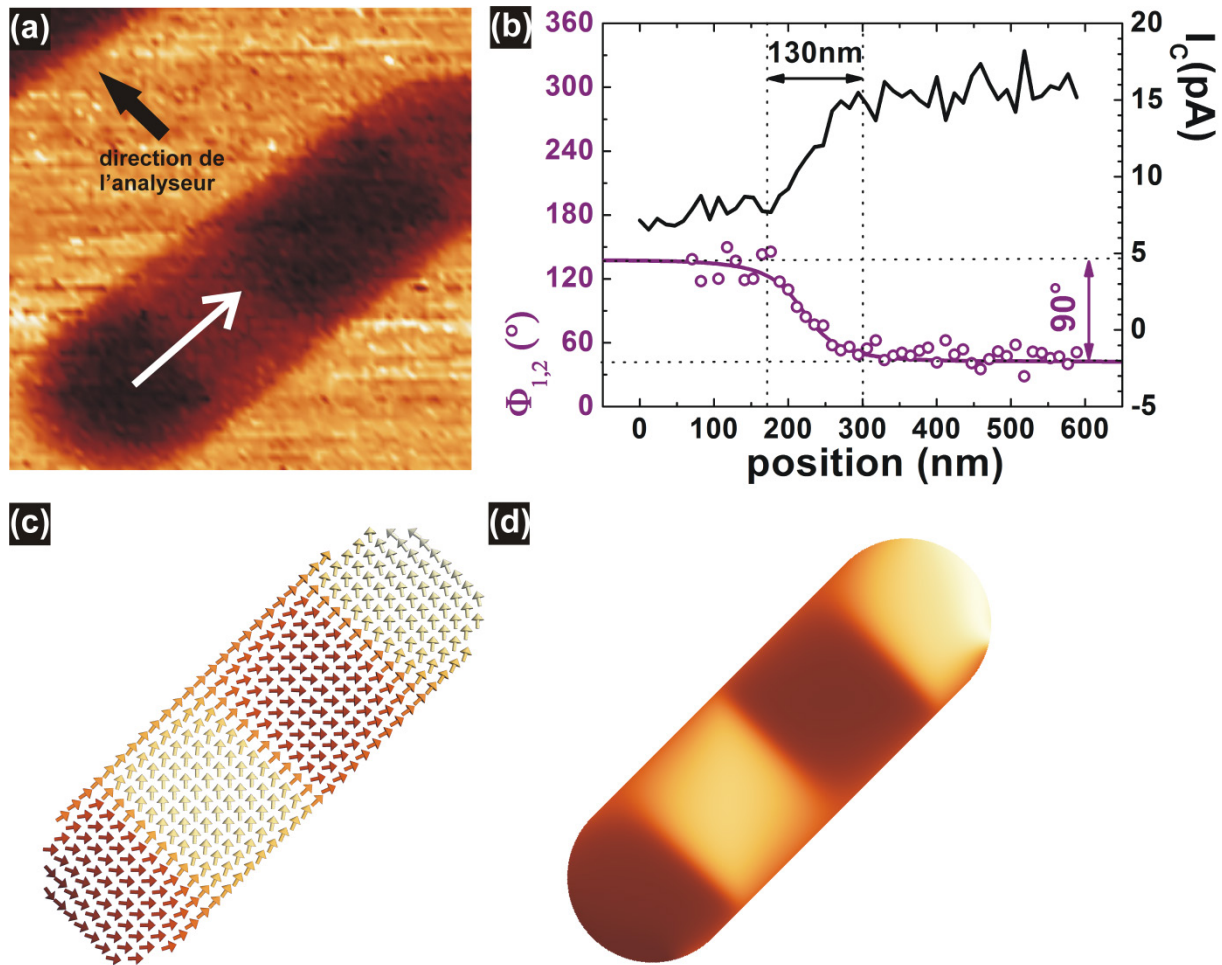 (a)
direction de
l'analyseur
(b)
360
300
240
180
120
60
0
Φ1,2 (°)
130nm
90°
20
15
10
5
0
-5
IC(pA)
0 100 200 300 400 500 600
position (nm)
(c)
(d)